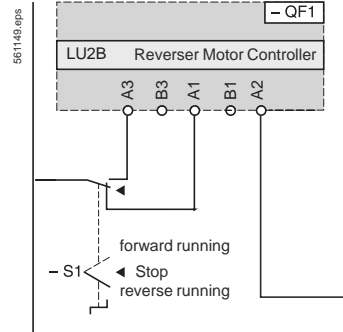 561149.eps
– QF1
LU2B Reverser Motor Controller
A3 B3 A1 B1 A2
forward running
– S1 Stop
reverse running